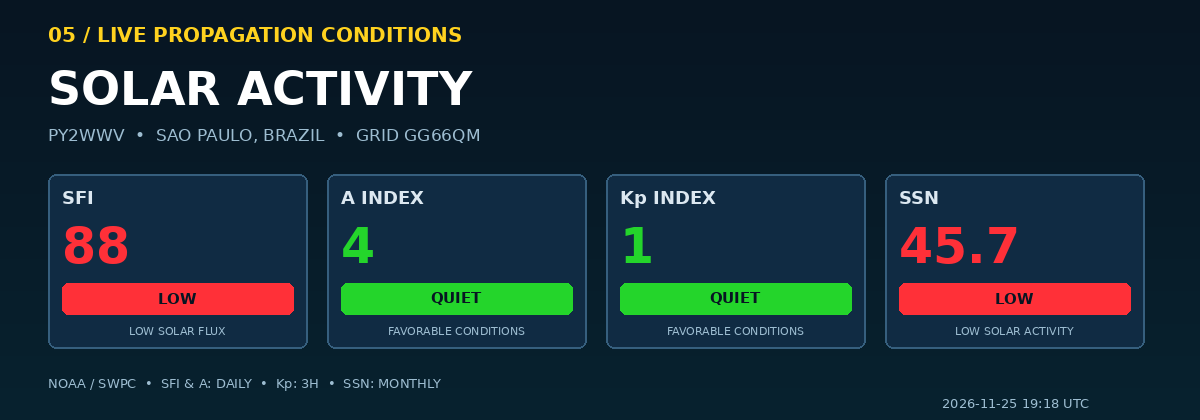 05 / LIVE PROPAGATION CONDITIONS
SOLAR ACTIVITY
PY2WWV • SAO PAULO, BRAZIL • GRID GG66QM
SFI
88
LOW
LOW SOLAR FLUX
A INDEX
4
QUIET
FAVORABLE CONDITIONS
Kp INDEX
1
QUIET
FAVORABLE CONDITIONS
SSN
45.7
LOW
LOW SOLAR ACTIVITY
NOAA / SWPC • SFI & A: DAILY • Kp: 3H • SSN: MONTHLY
2026-11-25 19:18 UTC